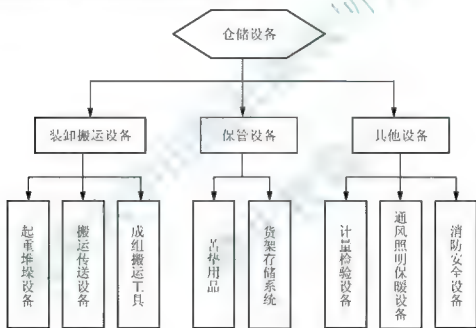 仓储设备
装卸搬运设备
保管设备
其他设备
起重堆垛设备
搬运传送设备
成组搬运工具
苫垫用品
货架存储系统
计量检验设备
通风照明保暖设备
消防安全设备